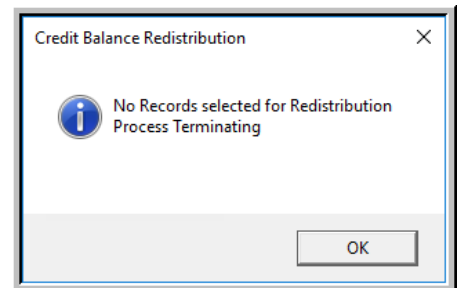 Credit Balance Redistribution
No Records selected for Redistribution
Process Terminating
OK